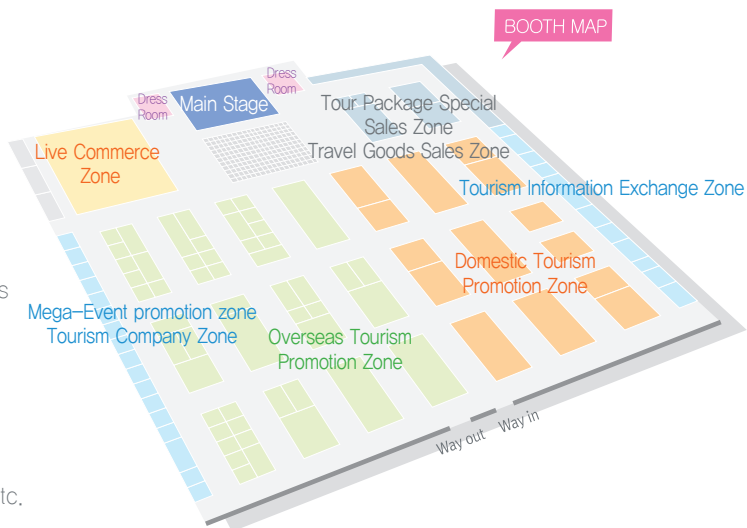 BOOTH MAP
Dress
Room
Dress
Room
Main Stage
Tour Package Special
Sales Zone
Travel Goods Sales Zone
Live Commerce
Zone
Tourism Information Exchange Zone
Domestic Tourism
Promotion Zone
s
Mega-Event promotion zone
Tourism Company Zone
Overseas Tourism
Promotion Zone
Way out
Way in
tc.